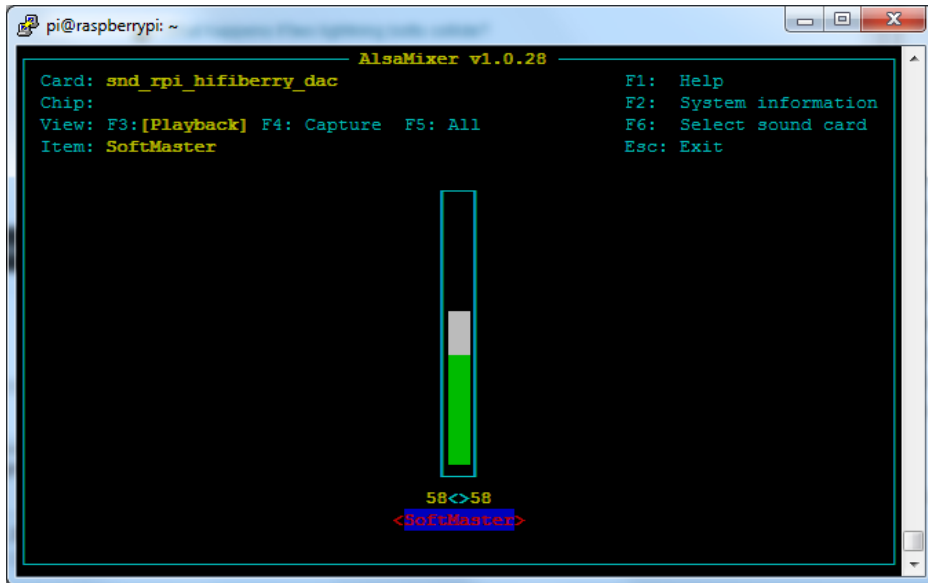 pi@raspberrypi: ~
AlsaMixer v1.0.28
Card: snd_rpi_hifiberry_dac F1: Help
Chip: F2: System information
View: F3:[Playback] F4: Capture F5: All F6: Select sound card
Item: SoftMaster Esc: Exit
58<>58
<SoftMaster>